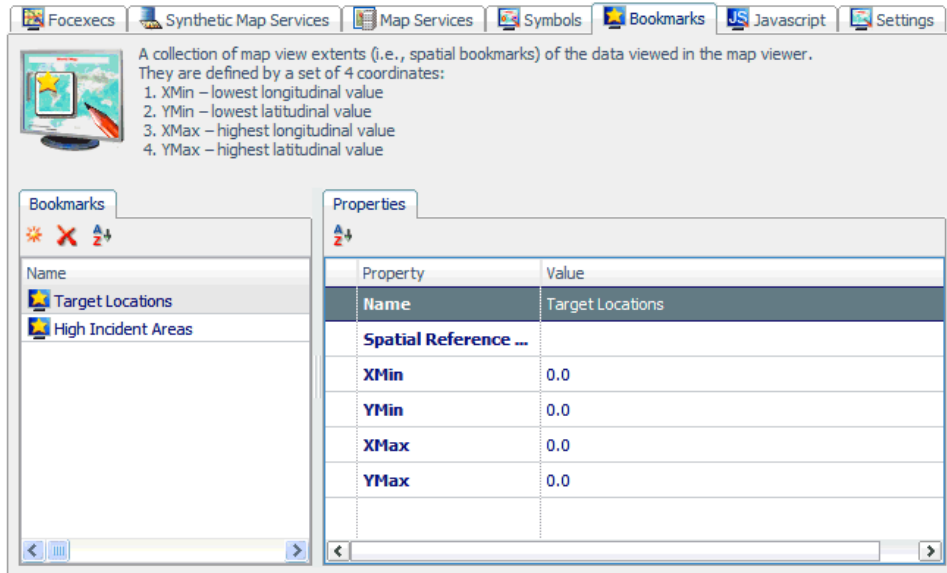 Focexecs Synthetic Map Services Map Services Symbols Bookmarks JS Javascript Settings
A collection of map view extents (i.e., spatial bookmarks) of the data viewed in the map viewer.
They are defined by a set of 4 coordinates:
1. XMin – lowest longitudinal value
2. YMin – lowest latitudinal value
3. XMax – highest longitudinal value
4. YMax – highest latitudinal value
Bookmarks Properties
A Z A Z
Name Property Value
Target Locations Name Target Locations
High Incident Areas Spatial Reference ...
XMin 0.0
YMin 0.0
XMax 0.0
YMax 0.0